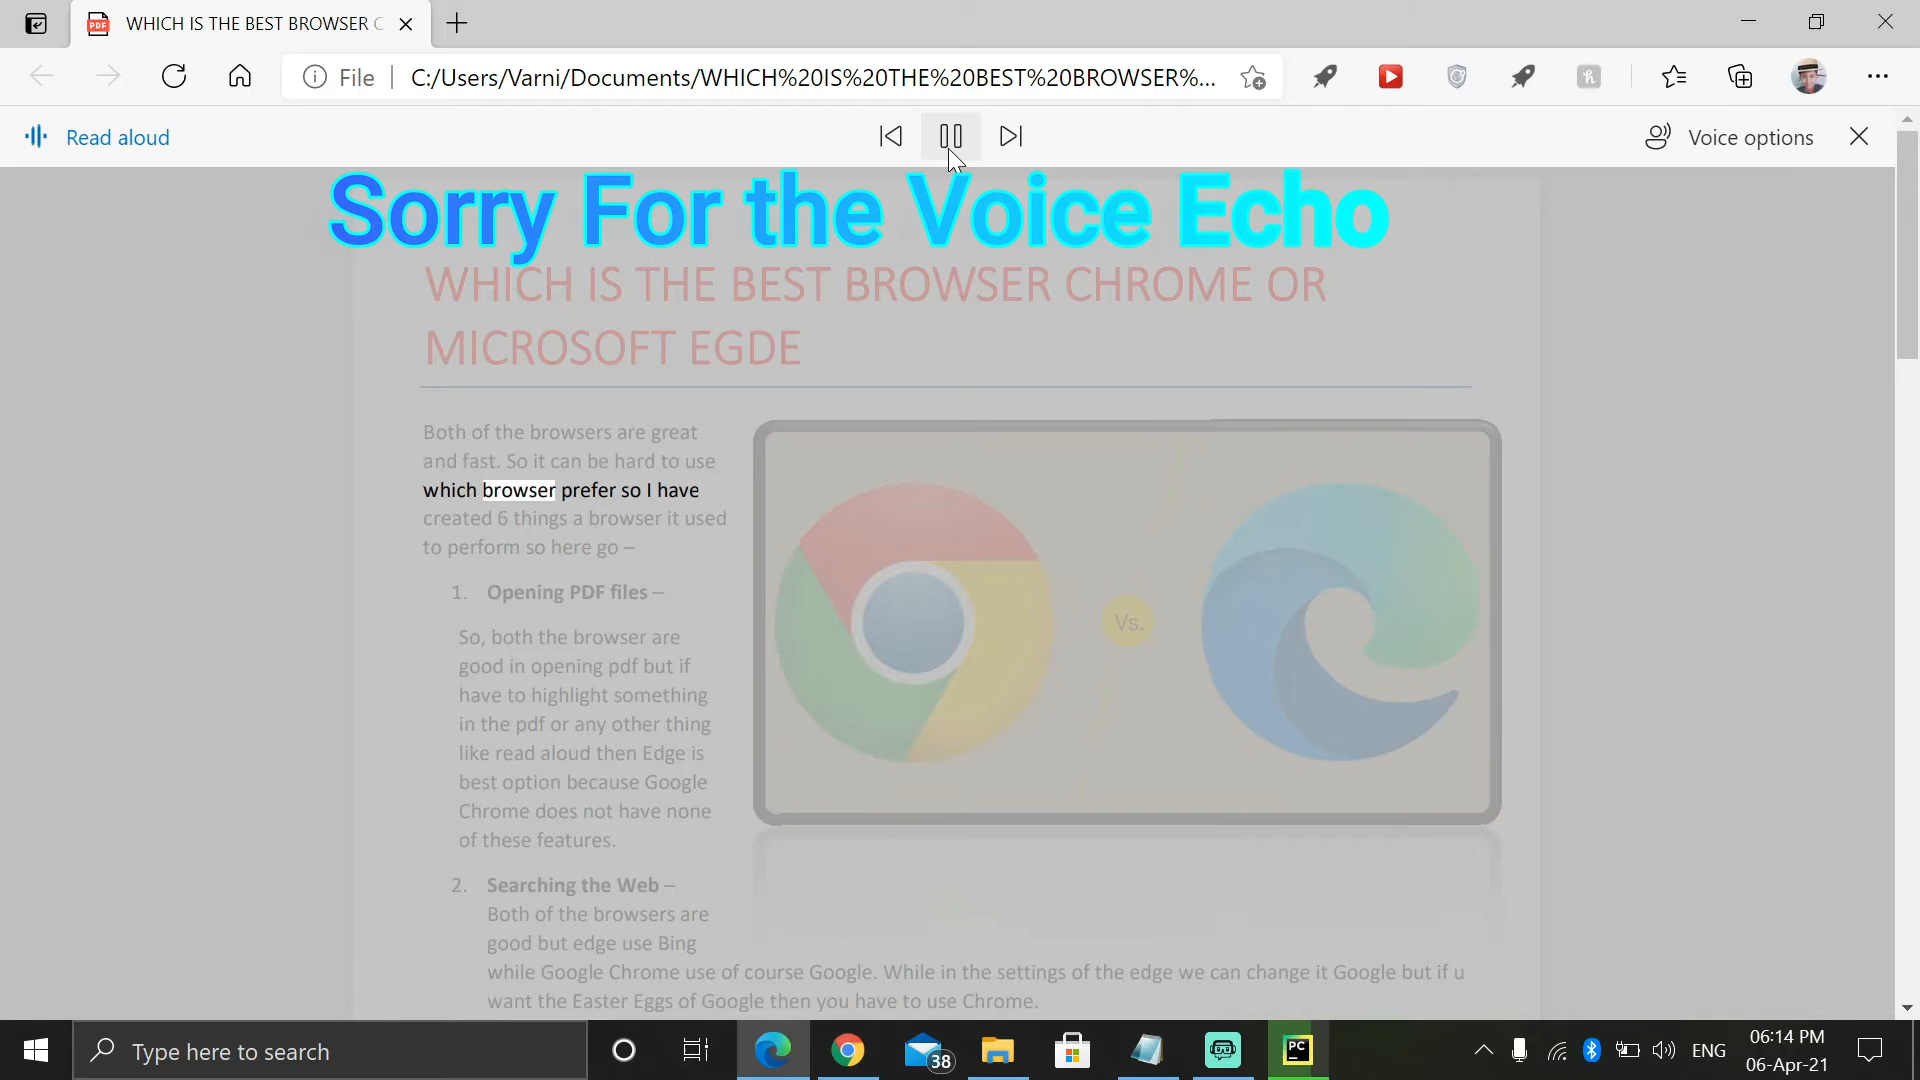 WHICH IS THE BEST BROWSER C
File
C:/Users/Varni/Documents/WHICH%20IS%20THE%20BEST%20BROWSER%...
Read aloud
Voice options
Sorry For the Voice Echo
WHICH IS THE BEST BROWSER CHROME OR
MICROSOFT EGDE
Both of the browsers are great
and fast. So it can be hard to use
which browser prefer so I have
created 6 things a browser it used
to perform so here go –
1. Opening PDF files –
So, both the browser are
good in opening pdf but if
have to highlight something
in the pdf or any other thing
like read aloud then Edge is
best option because Google
Chrome does not have none
of these features.
Vs.
2. Searching the Web –
Both of the browsers are
good but edge use Bing
while Google Chrome use of course Google. While in the settings of the edge we can change it Google but if u
want the Easter Eggs of Google then you have to use Chrome.
Type here to search
38
PC
ENG
06:14 PM
06-Apr-21